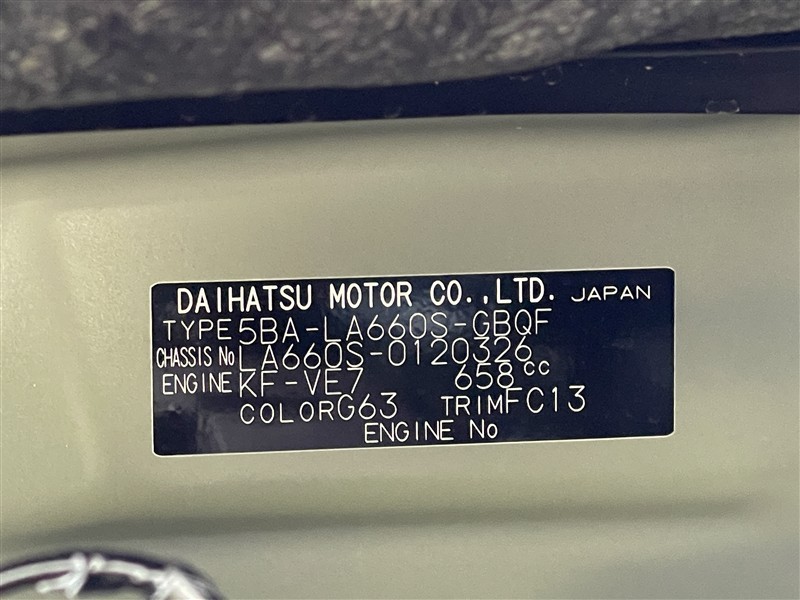 DAIHATSU MOTOR CO.,LTD. JAPAN
TYPE 5BA-LA660S-GBQF
CHASSIS No LA660S-0120326
ENGINE KF-VE7 658cc
COLOR G63 TRIM FC13
ENGINE No